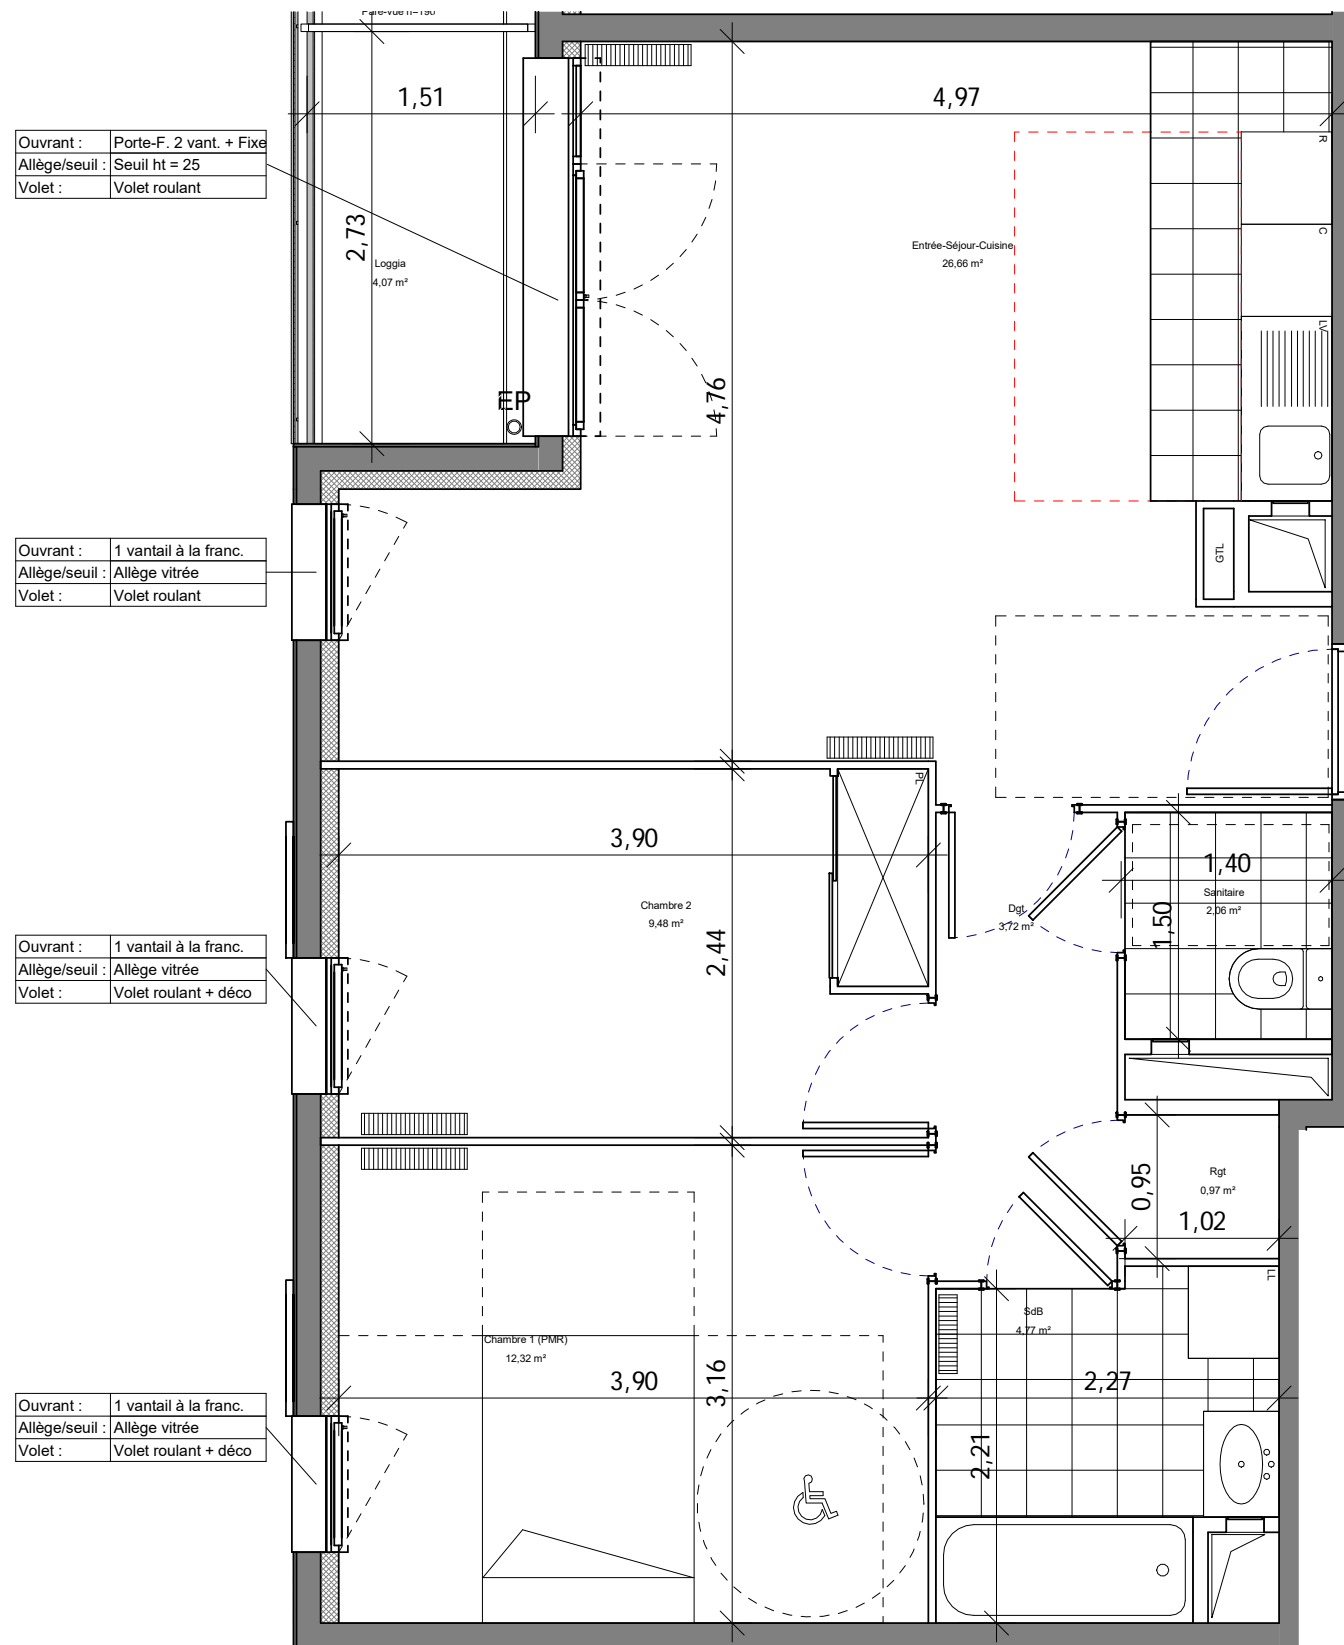 Pare-vue h=190
1,51
4,97
Ouvrant : Porte-F. 2 vant. + Fixe
Allège/seuil : Seuil ht = 25
Volet : Volet roulant
R
C
LV
2,73
Loggia
4,07 m²
Entrée-Séjour-Cuisine
26,66 m²
4,76
EP
GTL
Ouvrant : 1 vantail à la franc.
Allège/seuil : Allège vitrée
Volet : Volet roulant
PL
3,90
1,40
Sanitaire
2,06 m²
1,50
Chambre 2
9,48 m²
Dgt
3,72 m²
2,44
Ouvrant : 1 vantail à la franc.
Allège/seuil : Allège vitrée
Volet : Volet roulant + déco
0,95
Rgt
0,97 m²
1,02
LL
SdB
4,77 m²
Chambre 1 (PMR)
12,32 m²
3,90
3,16
2,27
2,21
Ouvrant : 1 vantail à la franc.
Allège/seuil : Allège vitrée
Volet : Volet roulant + déco